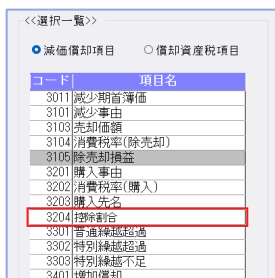 <<選択一覧>>
減価償却項目 償却資産税項目
コード 項目名
3011 減少期首簿価
3101 減少事由
3103 売却価額
3104 消費税率(除売却)
3105 除売却損益
3201 購入事由
3202 消費税率(購入)
3203 購入先名
3204 控除割合
3301 普通繰越超過
3302 特別繰越超過
3303 特別繰越不足
3401 増加償却